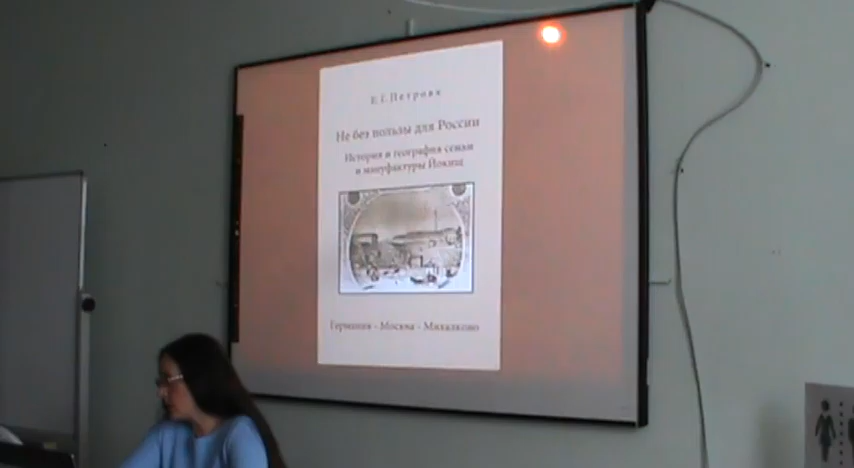 Е.Г. Петрова
Не без пользы для России
История и география семьи
и мануфактуры Йокиш
Германия - Москва - Михалково